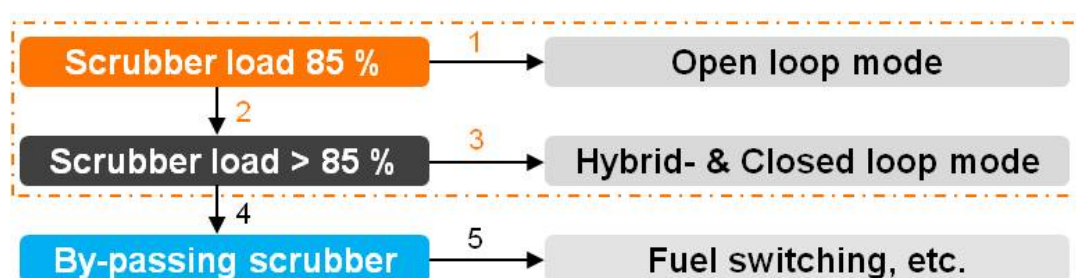 Scrubber load 85 %
1
Open loop mode
2
Scrubber load > 85 %
3
Hybrid- & Closed loop mode
4
By-passing scrubber
5
Fuel switching, etc.